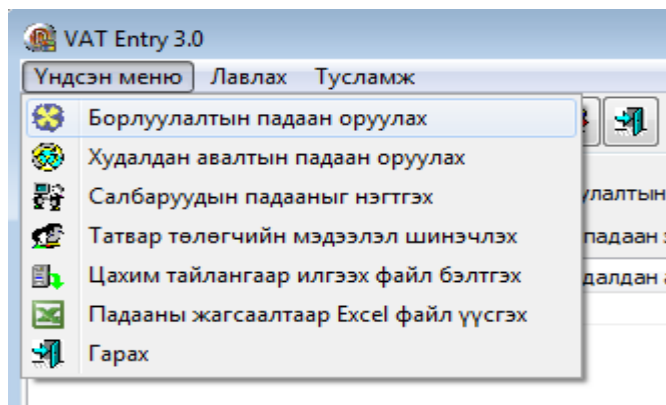 VAT Entry 3.0
Үндсэн меню Лавлах Тусламж
Борлуулалтын падаан оруулах
Худалдан авалтын падаан оруулах
Салбаруудын падааныг нэгтгэх
Татвар төлөгчийн мэдээлэл шинэчлэх
Цахим тайлангаар илгээх файл бэлтгэх
Падааны жагсаалтаар Excel файл үүсгэх
Гарах
падаан